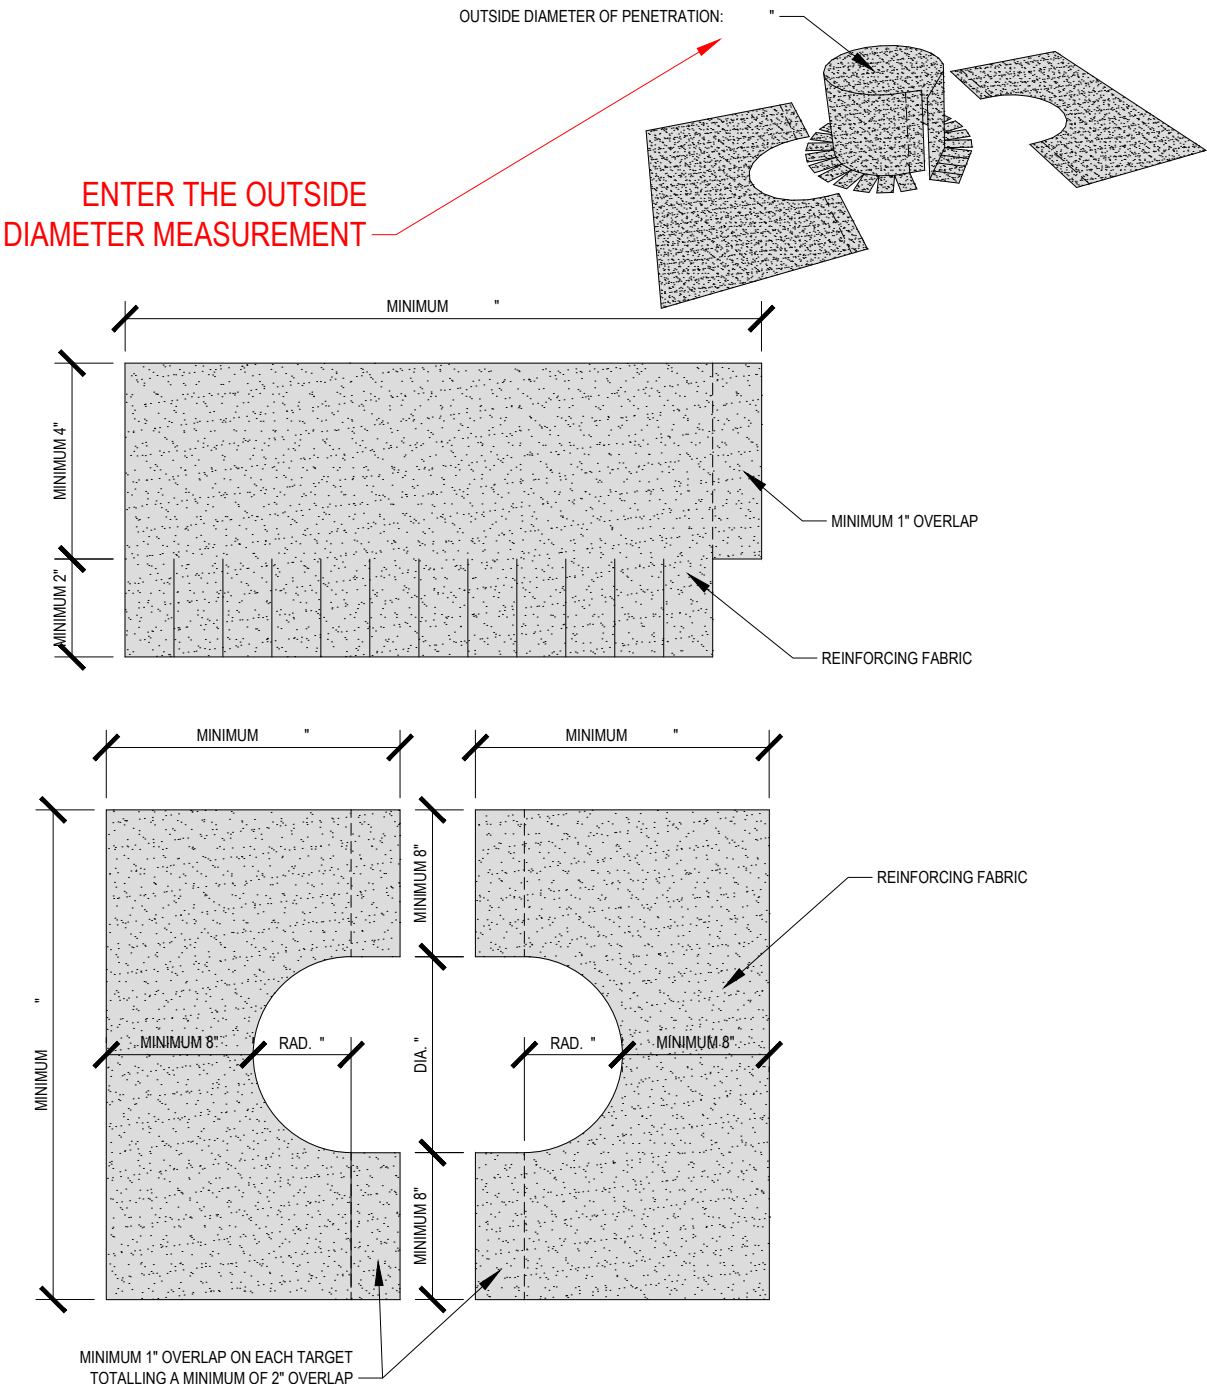 OUTSIDE DIAMETER OF PENETRATION: "
ENTER THE OUTSIDE
DIAMETER MEASUREMENT
MINIMUM "
MINIMUM 4"
MINIMUM 2"
MINIMUM 1" OVERLAP
REINFORCING FABRIC
MINIMUM "
MINIMUM "
MINIMUM 8"
REINFORCING FABRIC
MINIMUM "
MINIMUM 8"
RAD. "
DIA. "
RAD. "
MINIMUM 8"
MINIMUM 8"
MINIMUM 1" OVERLAP ON EACH TARGET
TOTALLING A MINIMUM OF 2" OVERLAP